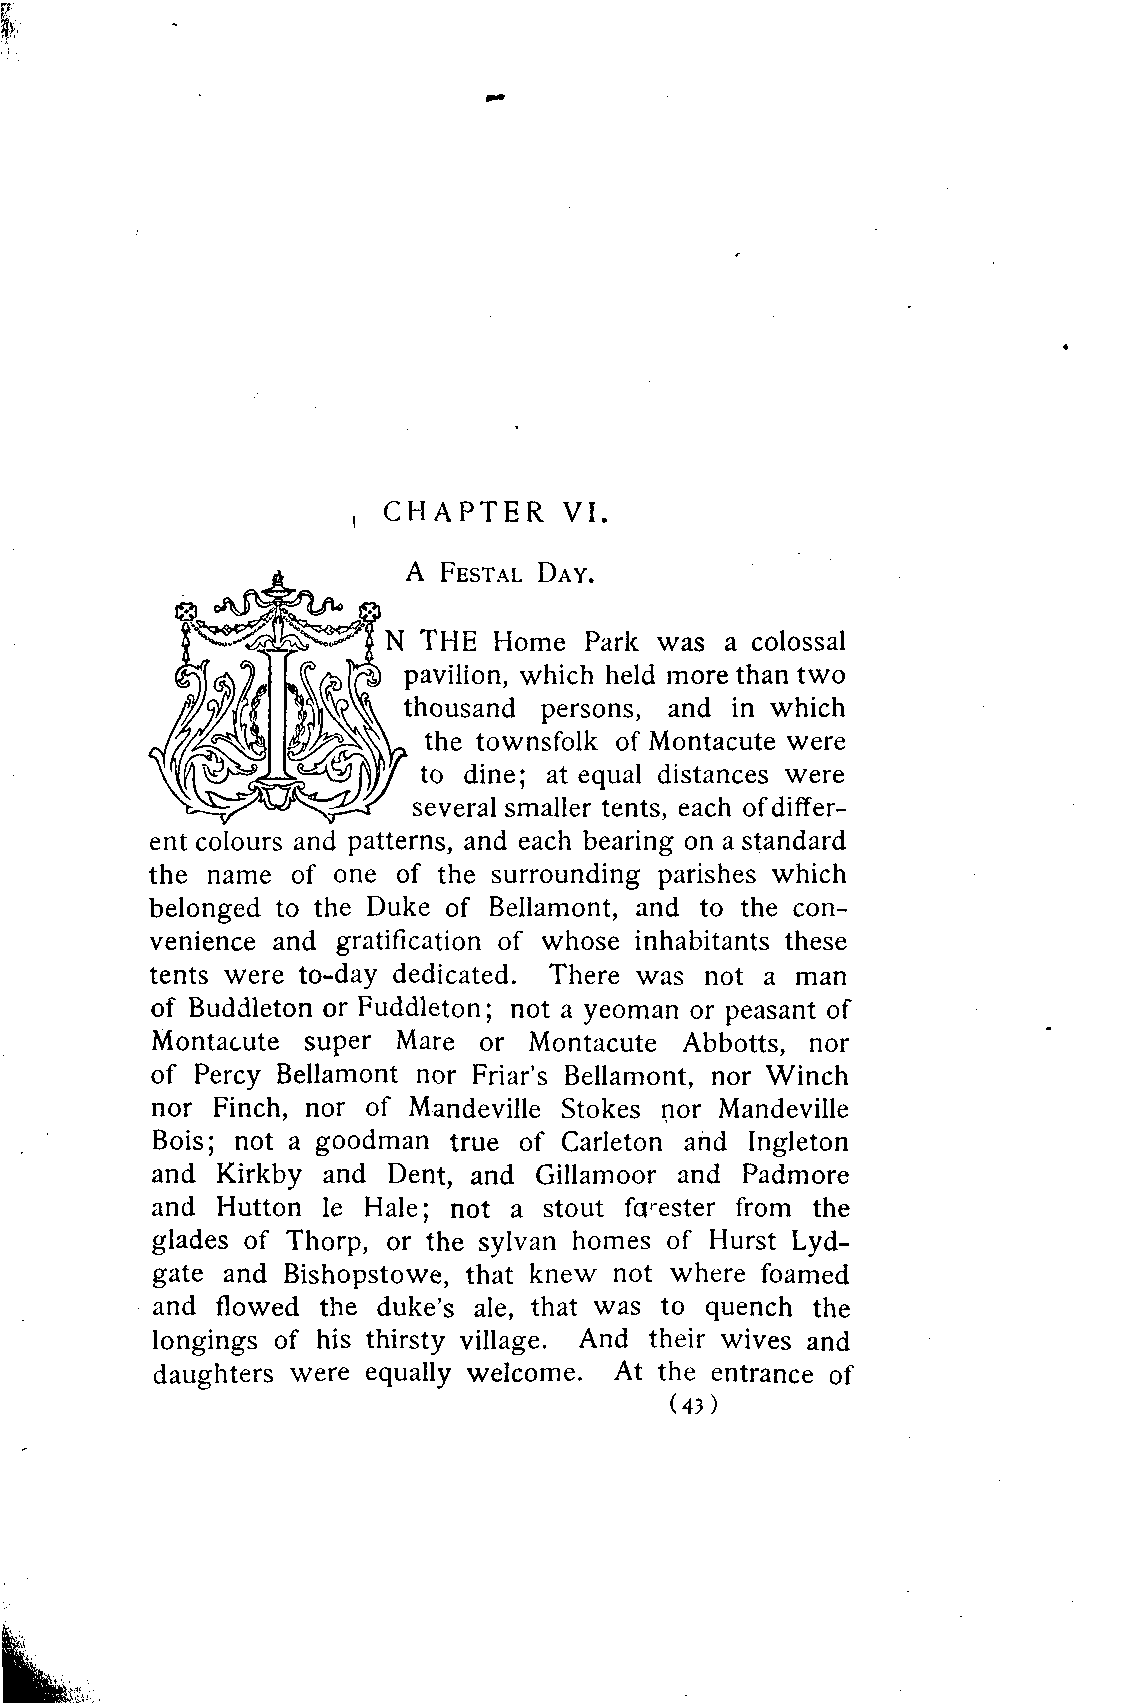 CHAPTER VI.
A FESTAL DAY.
IN THE Home Park was a colossal
pavilion, which held more than two
thousand persons, and in which
the townsfolk of Montacute were
to dine; at equal distances were
several smaller tents, each of differ-
ent colours and patterns, and each bearing on a standard
the name of one of the surrounding parishes which
belonged to the Duke of Bellamont, and to the con-
venience and gratification of whose inhabitants these
tents were to-day dedicated. There was not a man
of Buddleton or Fuddleton; not a yeoman or peasant of
Montacute super Mare or Montacute Abbotts, nor
of Percy Bellamont nor Friar's Bellamont, nor Winch
nor Finch, nor of Mandeville Stokes nor Mandeville
Bois; not a goodman true of Carleton and Ingleton
and Kirkby and Dent, and Gillamoor and Padmore
and Hutton le Hale; not a stout forester from the
glades of Thorp, or the sylvan homes of Hurst Lyd-
gate and Bishopstowe, that knew not where foamed
and flowed the duke's ale, that was to quench the
longings of his thirsty village. And their wives and
daughters were equally welcome. At the entrance of
(43)